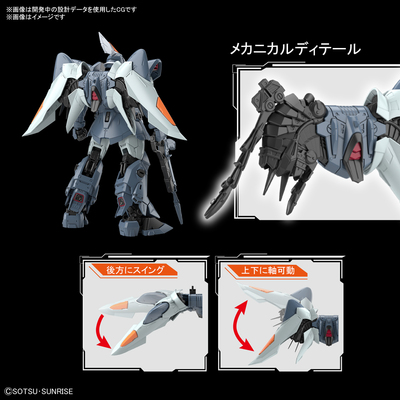 ※画像は開発中の設計データを使用したCGです
※画像はイメージです
メカニカルディテール
後方にスイング
上下に軸可動
©SOTSU・SUNRISE